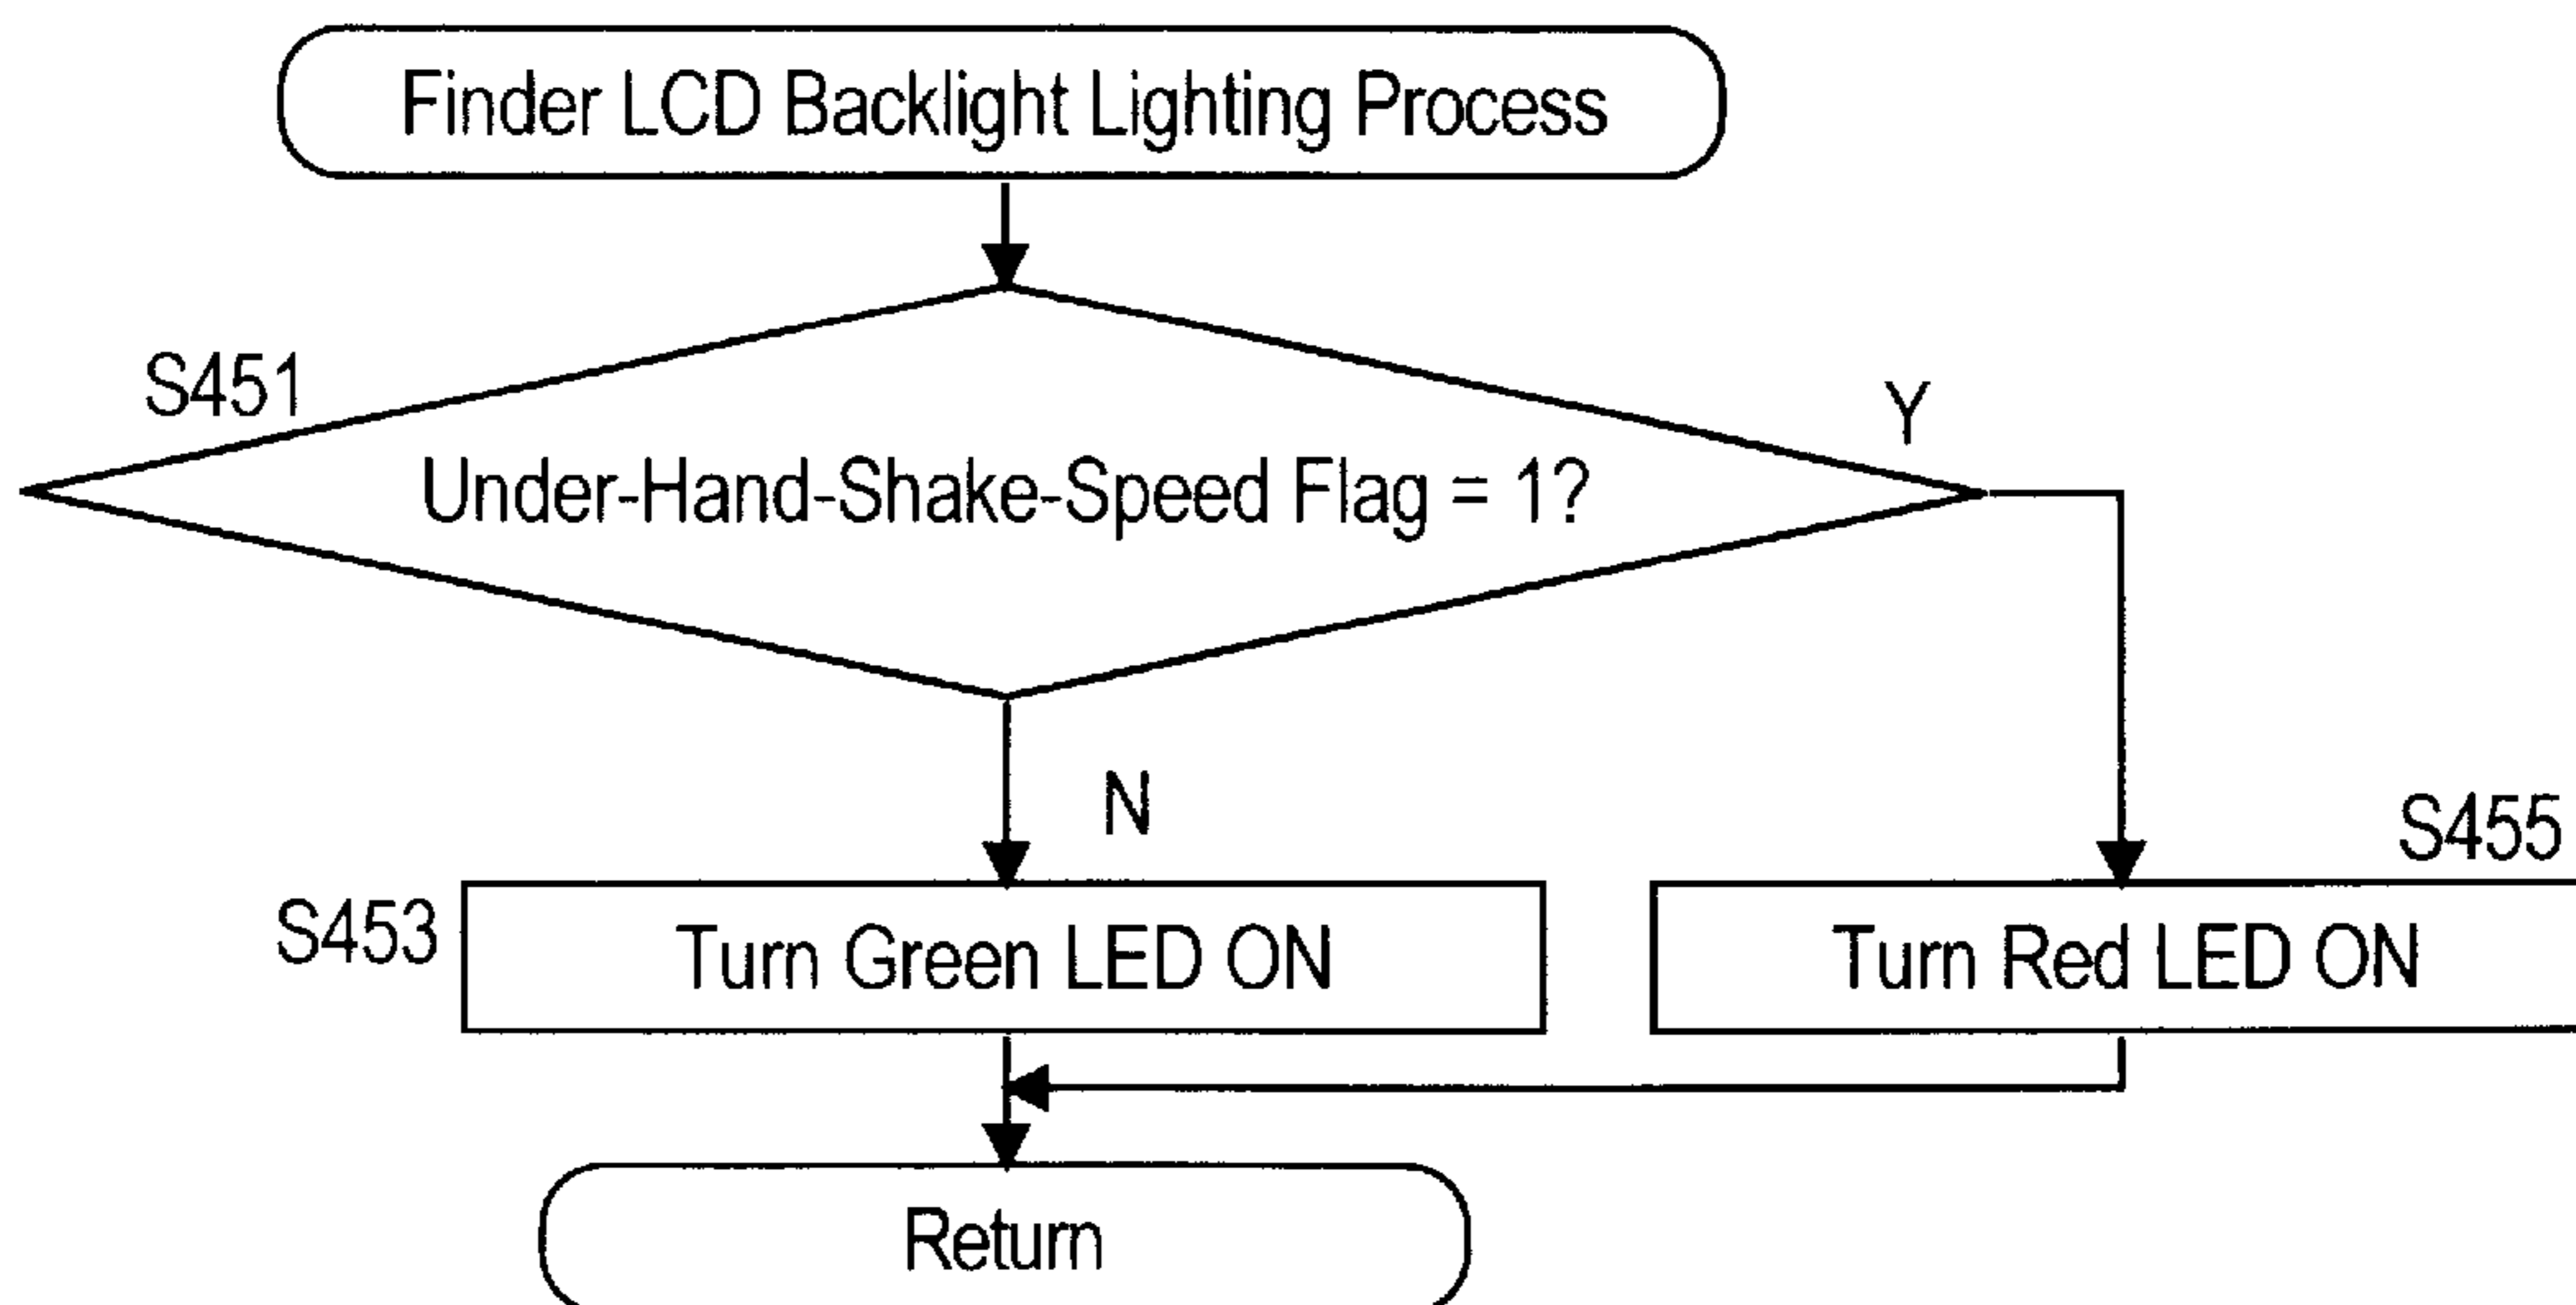 Finder LCD Backlight Lighting Process
S451
Y
Under-Hand-Shake-Speed Flag = 1?
N
S455
S453
Turn Green LED ON
Turn Red LED ON
Return